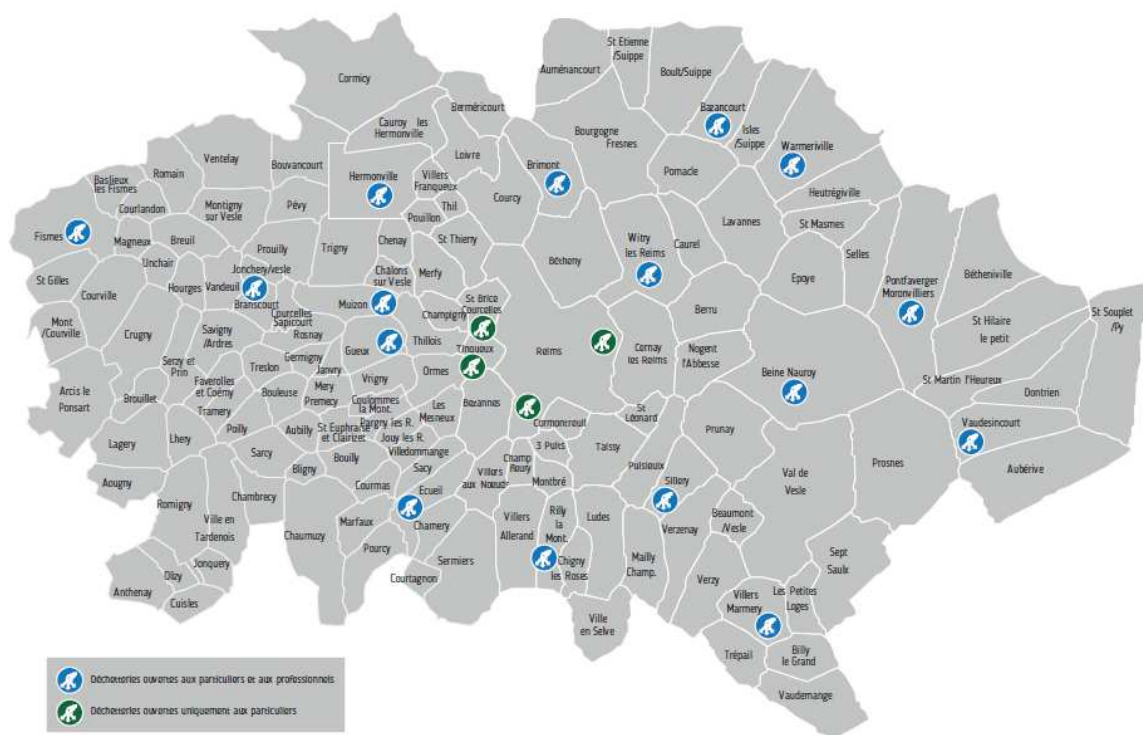 St Etienne
/Suippe
Auménancourt
Boult/Suippe
Cormicy
Berméricourt
Bazancourt
Cauroy les
Hermonville
Bourgogne
Fresnes
Isles
/Suippe
Warmeriville
Loivre
Ventelay
Bouvancourt
Romain
Baslieux
les Fismes
Hermonville
Villers
Franqueux
Brimont
Pomacle
Heutrégiville
Courcy
Courlandon
Montigny
sur Vesle
Pévy
Thil
Pouillon
Lavannes
St Masmes
Fismes
Magneux
Breuil
Prouilly
Trigny
Chenay
St Thierry
Witry
les Reims
Caurel
Selles
Unchair
Bétheny
St Gilles
Courville
Hourges
Vandeuil
Jonchery/vesle
Châlons
sur Vesle
Merfy
Epoye
Pontfaverger
Moronvilliers
Bétheniville
Branscourt
Muizon
St Brice
Courcelles
Mont
/Courville
Crugny
Savigny
/Ardres
Courcelles
Sapicourt
Rosnay
Champigny
Berru
St Hilaire
le petit
St Souplet
/Py
Gueux
Thillois
Tinqueux
Reims
Cernay
les Reims
Nogent
l'Abbesse
Serzy et
Prin
Treslon
Germigny
Janvry
Ormes
Beine Nauroy
St Martin l'Heureux
Dontrien
Arcis le
Ponsart
Brouillet
Faverolles
et Coëmy
Bouleuse
Mery
Premecy
Vrigny
Coulommes
la Mont.
Les
Mesneux
Bezannes
Tramery
Pargny les R.
Cormontreuil
St
Léonard
Lagery
Lhery
Poilly
Aubilly
St Euphraise
et Clairizet
Jouy les R.
Villedommange
3 Puits
Taissy
Prunay
Vaudesincourt
Sarcy
Bligny
Bouilly
Sacy
Villers
aux Nœuds
Champ
fleury
Montbré
Puisieulx
Sillery
Val de
Vesle
Prosnes
Aubérive
Aougny
Chambrecy
Courmas
Ecueil
Romigny
Ville en
Tardenois
Chaumuzy
Marfaux
Chamery
Villers
Allerand
Rilly
la
Mont.
Ludes
Verzenay
Beaumont
/Vesle
Pourcy
Sermiers
Chigny
les Roses
Mailly
Champ.
Sept
Saulx
Jonquery
Olizy
Anthenay
Cuisles
Courtagnon
Verzy
Villers
Marmery
Les Petites
Loges
Ville
en Selve
Trépail
Billy
le Grand
Vaudemange
Déchetteries ouvertes aux particuliers et aux professionnels
Déchetteries ouvertes uniquement aux particuliers